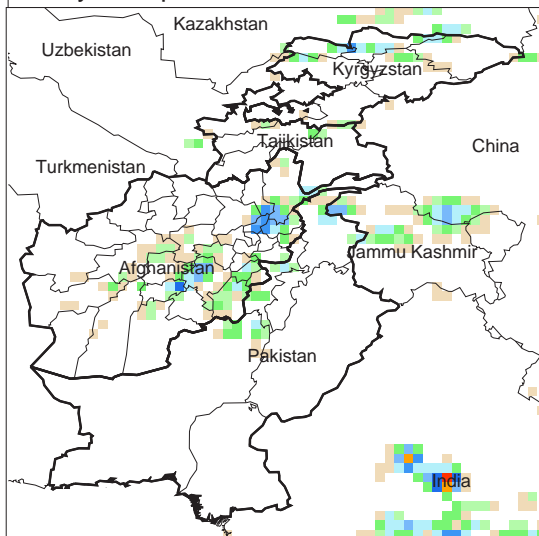 Kazakhstan
Uzbekistan
Kyrgyzstan
Tajikistan
China
Turkmenistan
Jammu Kashmir
Afghanistan
Pakistan
India